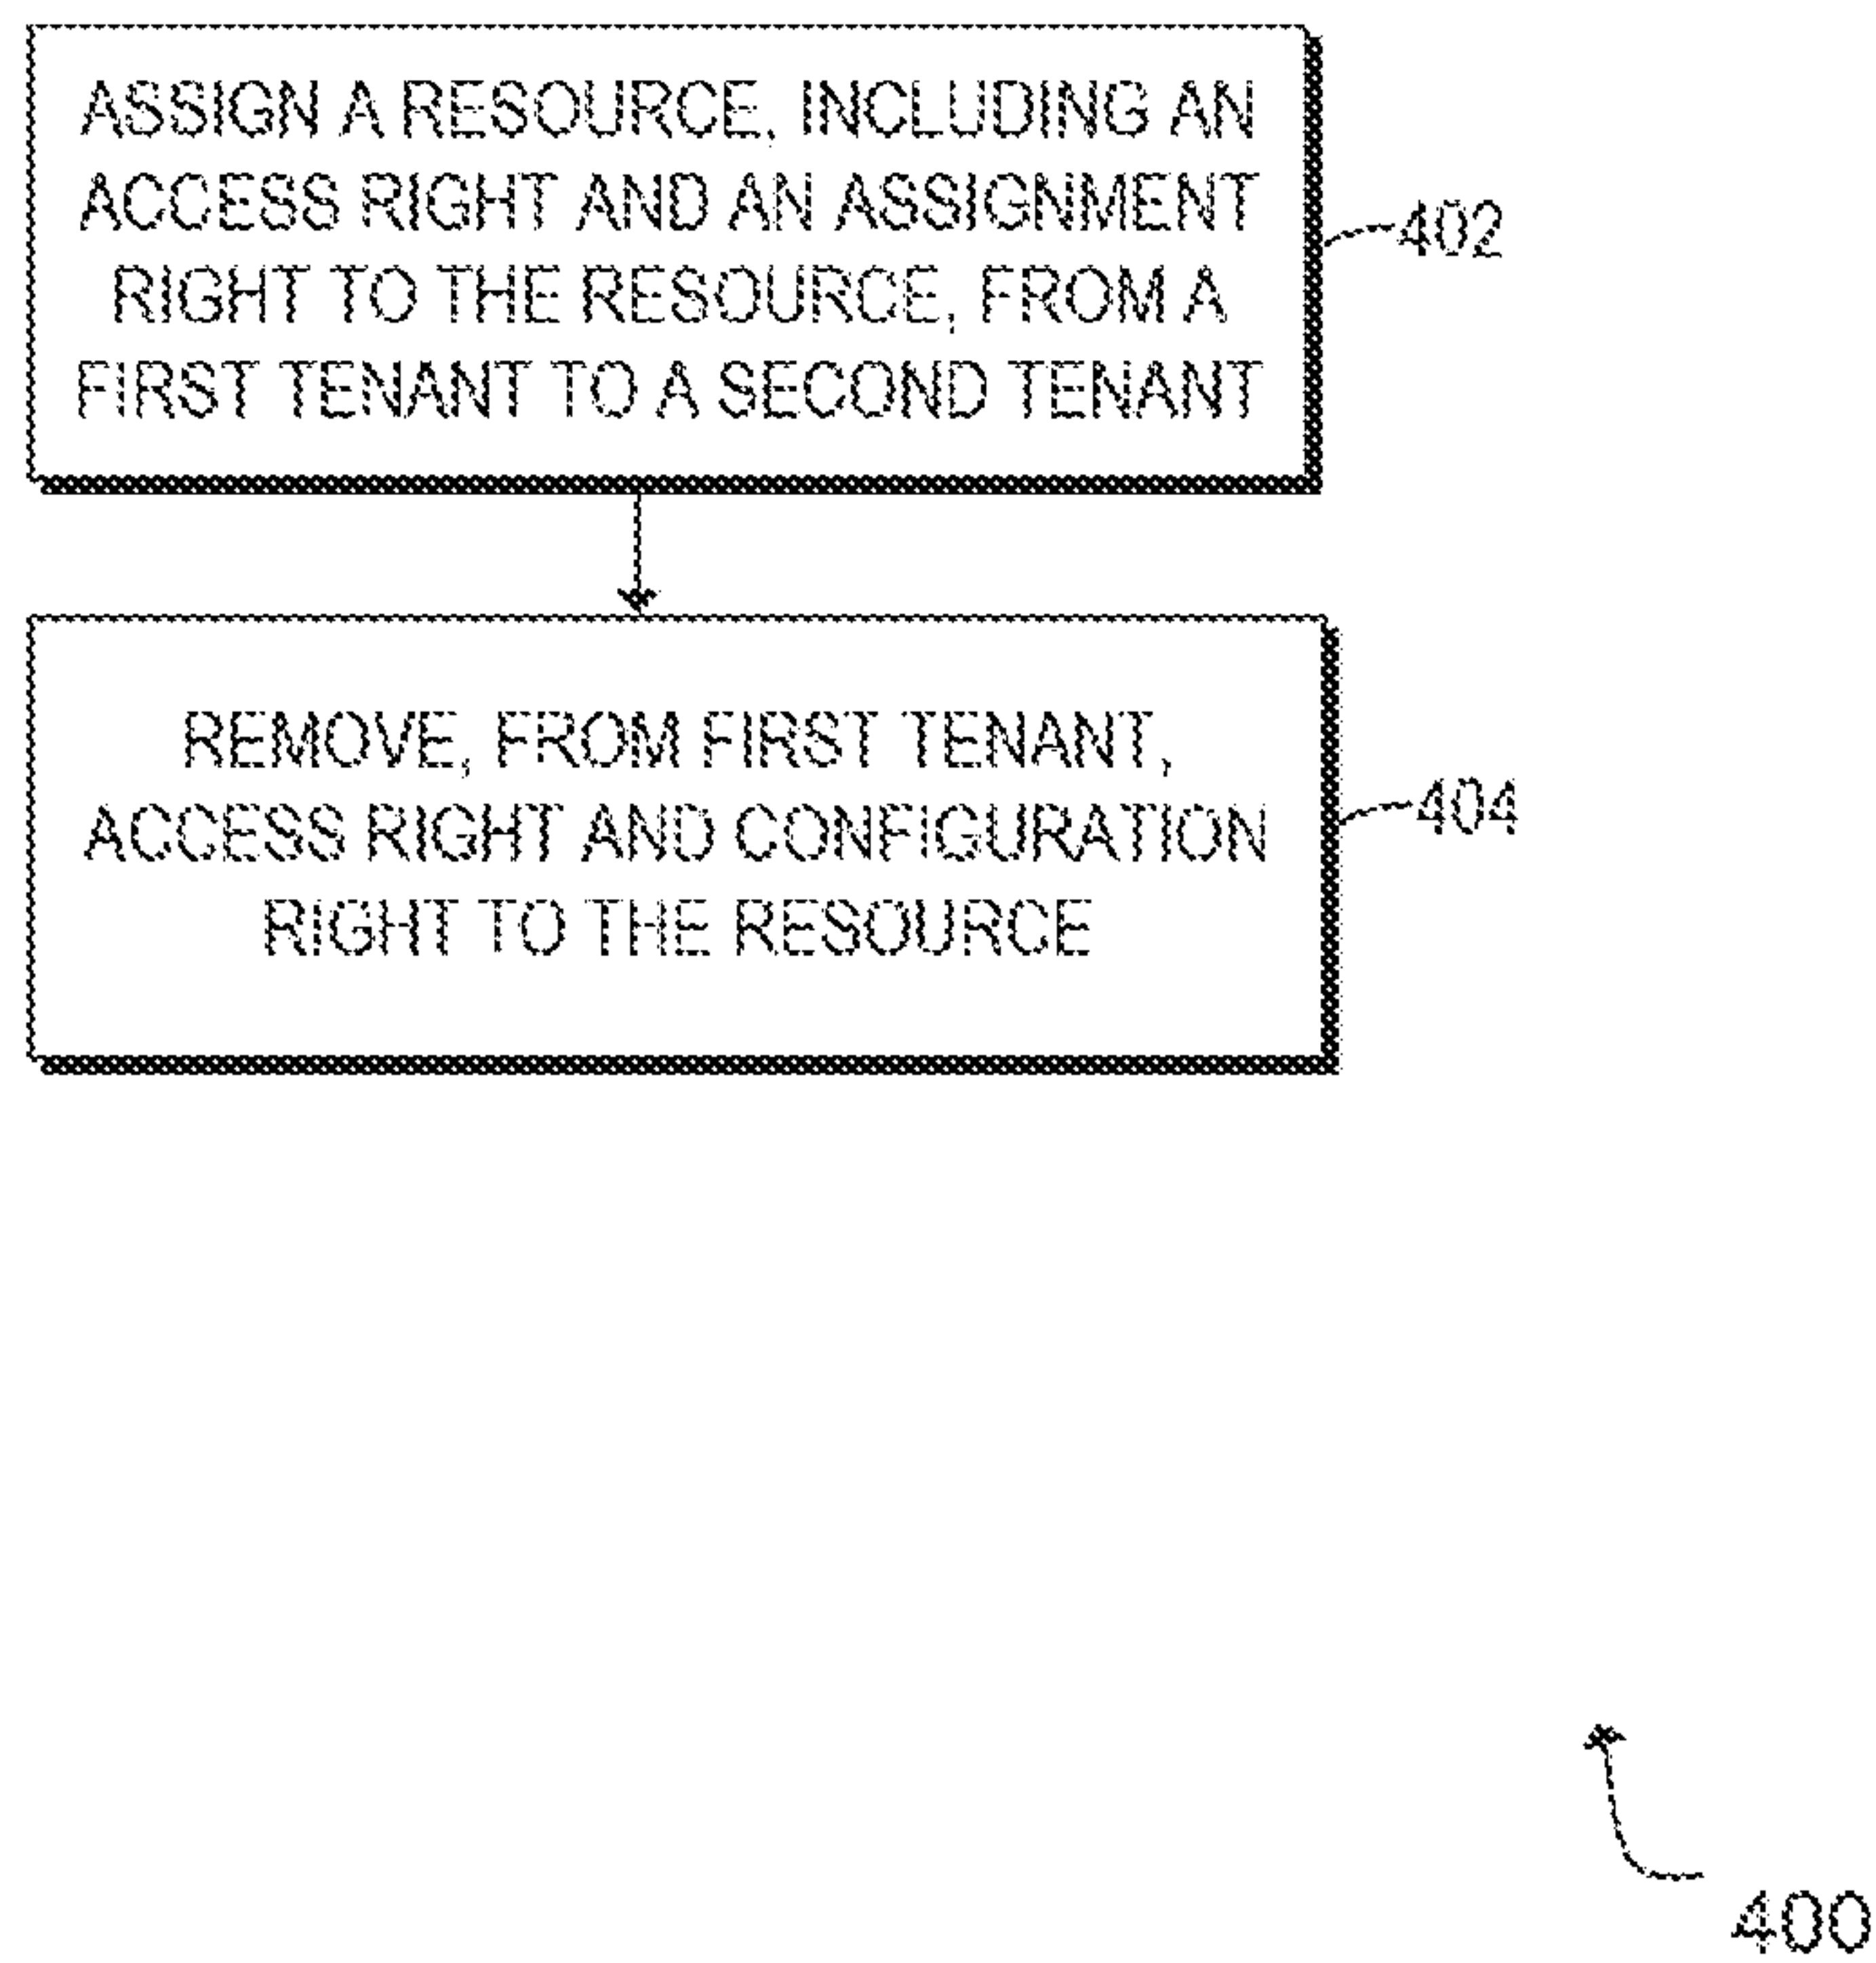 ASSIGN A RESOURCE, INCLUDING AN
ACCESS RIGHT AND AN ASSIGNMENT
RIGHT TO THE RESOURCE, FROM A
FIRST TENANT TO A SECOND TENANT
402
REMOVE, FROM FIRST TENANT,
ACCESS RIGHT AND CONFIGURATION
RIGHT TO THE RESOURCE
404
400